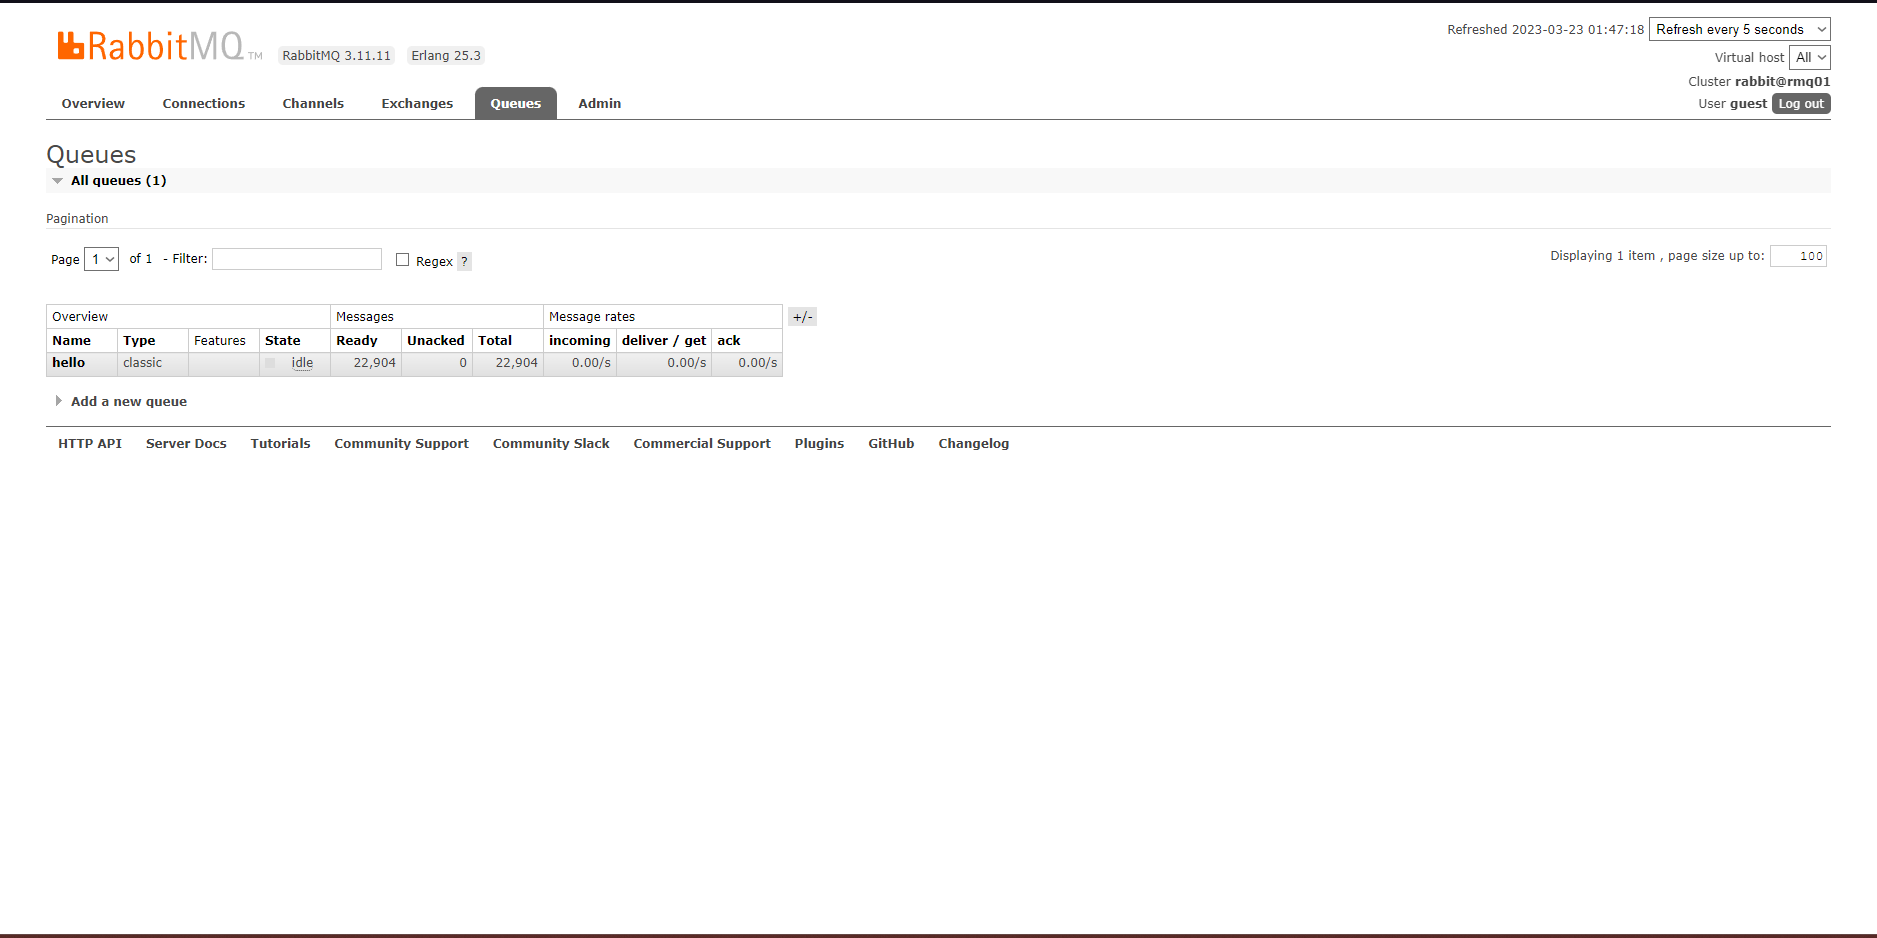 RabbitMQ TM RabbitMQ 3.11.11 Erlang 25.3
Refreshed 2023-03-23 01:47:18 Refresh every 5 seconds
Virtual host All
Cluster rabbit@rmq01
User guest Log out
Overview Connections Channels Exchanges Queues Admin
Queues
All queues (1)
Pagination
Page 1 of 1 - Filter: Regex ?
Displaying 1 item , page size up to: 100
Overview Messages Message rates +/-
Name Type Features State Ready Unacked Total incoming deliver / get ack
hello classic idle 22,904 0 22,904 0.00/s 0.00/s 0.00/s
Add a new queue
HTTP API Server Docs Tutorials Community Support Community Slack Commercial Support Plugins GitHub Changelog